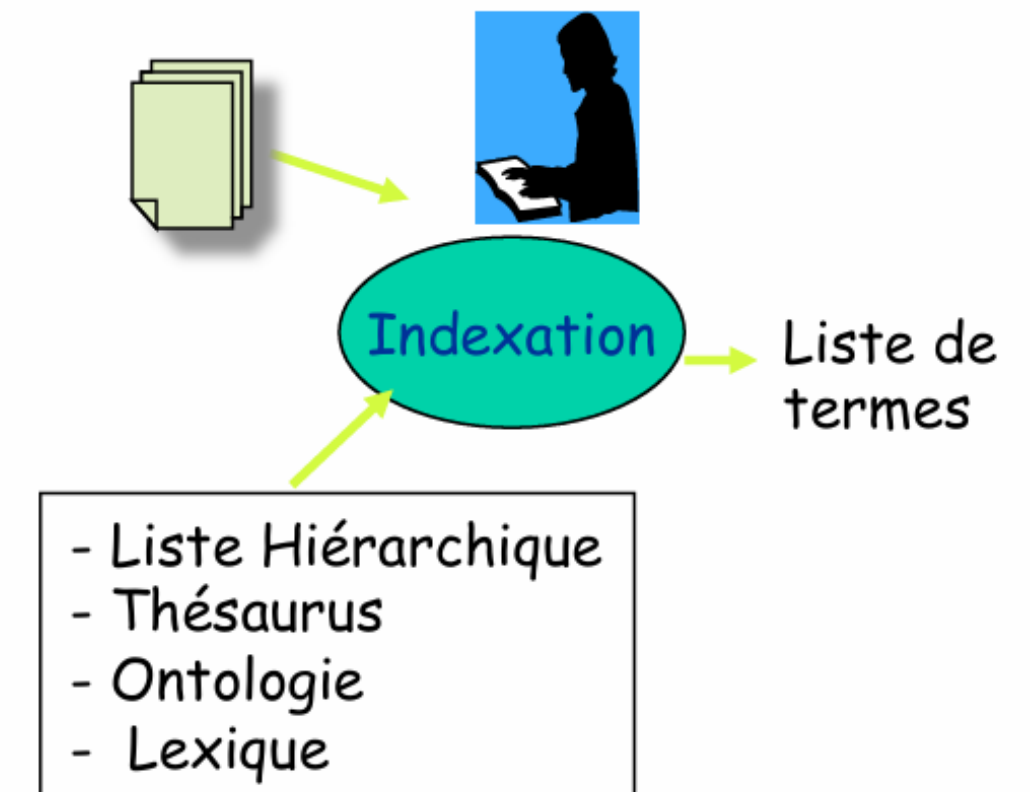 Indexation
Liste de
termes
- Liste Hiérarchique
- Thésaurus
- Ontologie
- Lexique